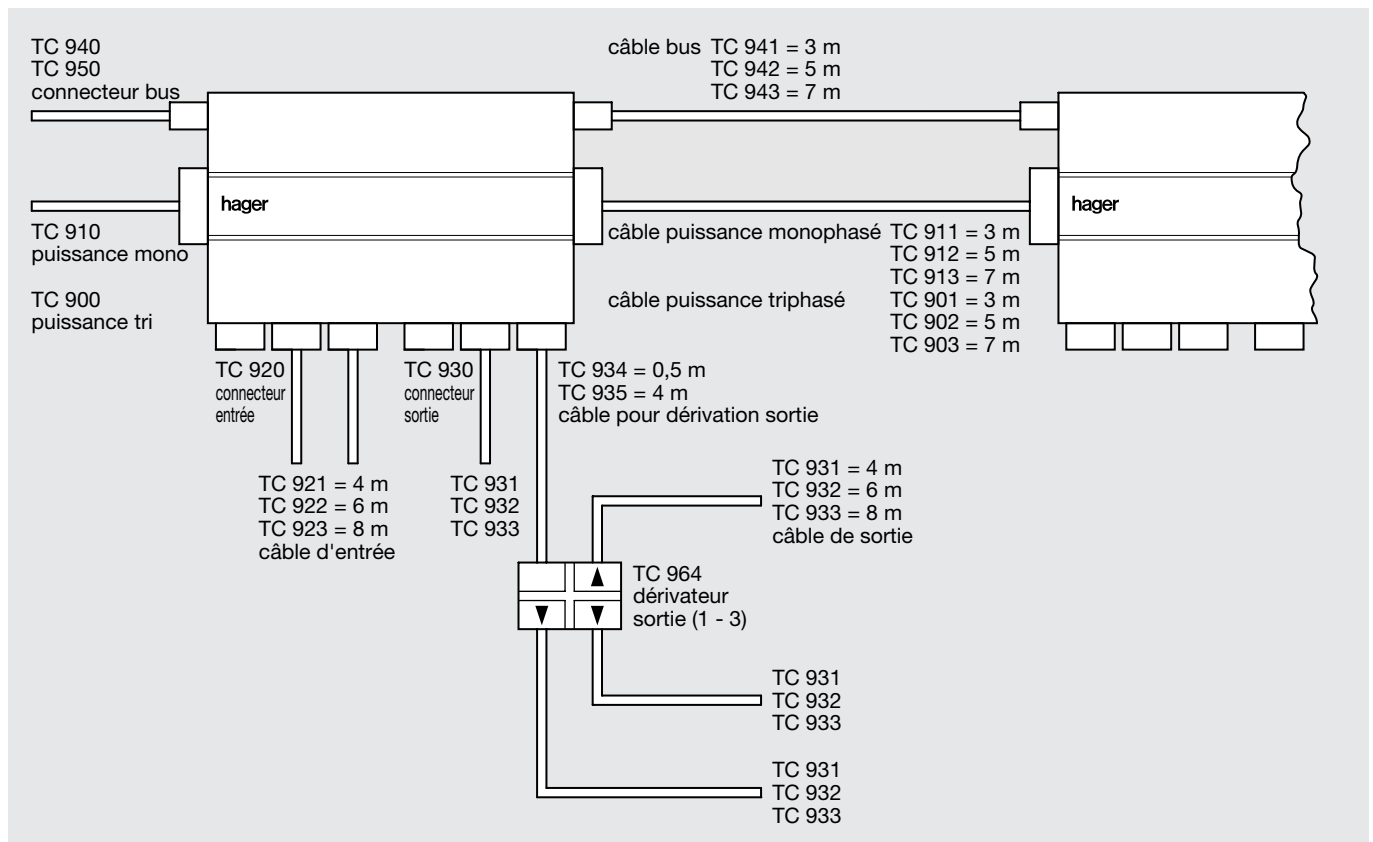 TC 940
TC 950
connecteur bus
câble bus TC 941 = 3 m
TC 942 = 5 m
TC 943 = 7 m
hager
hager
TC 910
puissance mono
TC 900
puissance tri
câble puissance monophasé TC 911 = 3 m
TC 912 = 5 m
TC 913 = 7 m
câble puissance triphasé TC 901 = 3 m
TC 902 = 5 m
TC 903 = 7 m
TC 920
connecteur
entrée
TC 930
connecteur
sortie
TC 934 = 0,5 m
TC 935 = 4 m
câble pour dérivation sortie
TC 921 = 4 m
TC 922 = 6 m
TC 923 = 8 m
câble d'entrée
TC 931
TC 932
TC 933
TC 931 = 4 m
TC 932 = 6 m
TC 933 = 8 m
câble de sortie
TC 964
dérivateur
sortie (1 - 3)
TC 931
TC 932
TC 933
TC 931
TC 932
TC 933